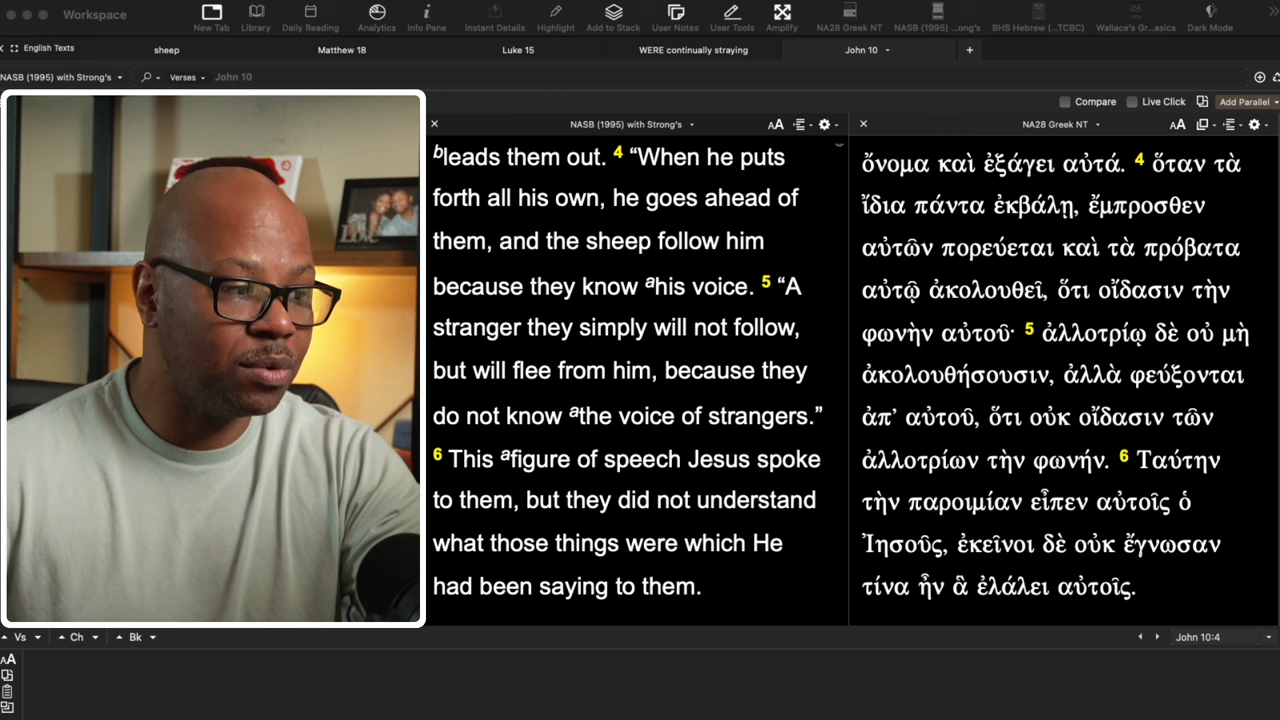 Workspace
New Tab
Library
Daily Reading
Analytics
Info Pane
Instant Details
Highlight
Add to Stack
User Notes
User Tools
Amplify
NA28 Greek NT
NASB (1995) ...ong's
BHS Hebrew (...TCBC)
Wallace's Gr...asics
Dark Mode
English Texts
sheep
Matthew 18
Luke 15
WERE continually straying
John 10
NASB (1995) with Strong's
Verses
John 10
Compare
Live Click
Add Parallel
NASB (1995) with Strong's
AA
bleads them out. 4 “When he puts
forth all his own, he goes ahead of
them, and the sheep follow him
because they know ahis voice. 5 “A
stranger they simply will not follow,
but will flee from him, because they
do not know athe voice of strangers.”
6 This afigure of speech Jesus spoke
to them, but they did not understand
what those things were which He
had been saying to them.
NA28 Greek NT
AA
ὄνομα καὶ ἐξάγει αὐτά. 4 ὅταν τὰ
ἴδια πάντα ἐκβάλῃ, ἔμπροσθεν
αὐτῶν πορεύεται καὶ τὰ πρόβατα
αὐτῷ ἀκολουθεῖ, ὅτι οἴδασιν τὴν
φωνὴν αὐτοῦ· 5 ἀλλοτρίῳ δὲ οὐ μὴ
ἀκολουθήσουσιν, ἀλλὰ φεύξονται
ἀπ’ αὐτοῦ, ὅτι οὐκ οἴδασιν τῶν
ἀλλοτρίων τὴν φωνήν. 6 Ταύτην
τὴν παροιμίαν εἶπεν αὐτοῖς ὁ
Ἰησοῦς, ἐκεῖνοι δὲ οὐκ ἔγνωσαν
τίνα ἦν ἃ ἐλάλει αὐτοῖς.
Love
Vs
Ch
Bk
John 10:4
AA